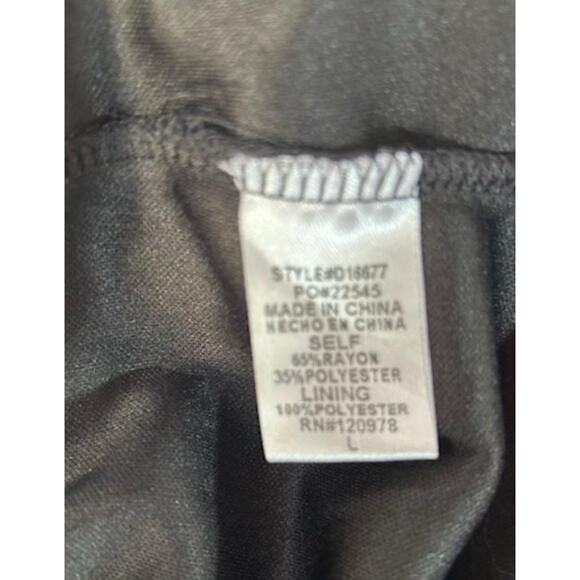 STYLE#D16677
PO#22545
MADE IN CHINA
HECHO EN CHINA
SELF
65%RAYON
35%POLYESTER
LINING
100%POLYESTER
RN#120978
L